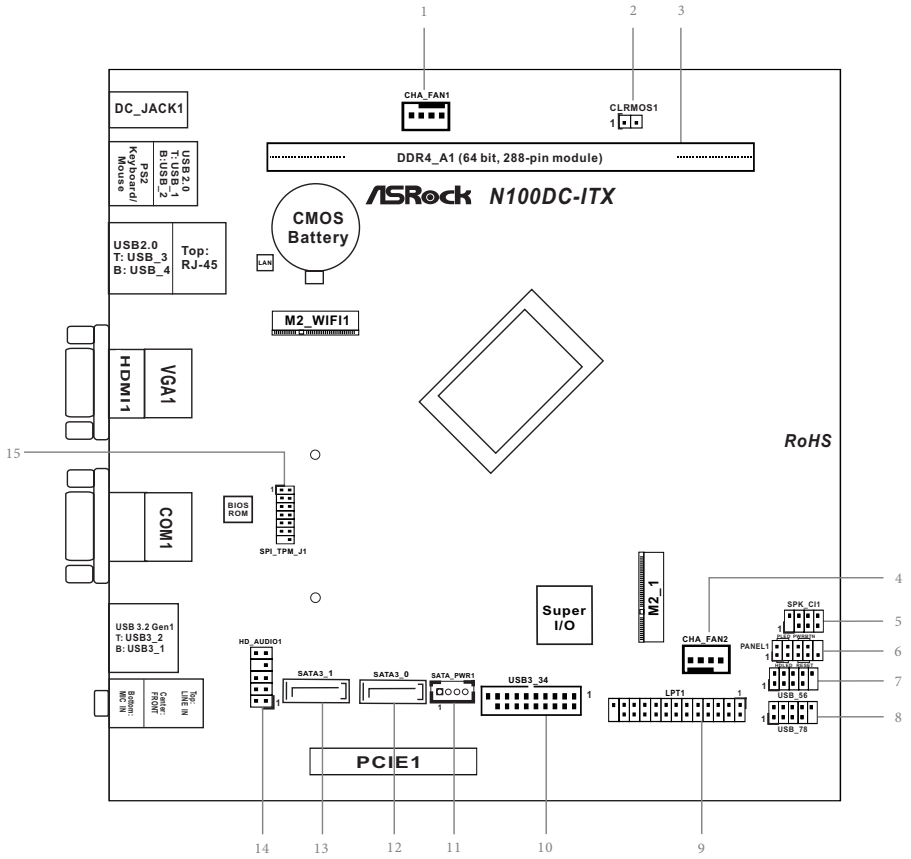 1
2
3
CHA_FAN1
CLRMOS1
1
DC_JACK1
DDR4_A1 (64 bit, 288-pin module)
PS2
Keyboard/
Mouse
USB 2.0
T: USB_1
B: USB_2
ASRock N100DC-ITX
CMOS
Battery
USB2.0
T: USB_3
B: USB_4
Top:
RJ-45
LAN
M2_WIFI1
HDMI1
VGA1
RoHS
15
1
BIOS
ROM
SPI_TPM_J1
COM1
M2_1
4
Super
I/O
SPK_CI1
1
5
USB 3.2 Gen1
T: USB3_2
B: USB3_1
CHA_FAN2
PLED PWRBTN
PANEL1
1
HDLED RESET
6
HD_AUDIO1
1
SATA3_1
SATA3_0
SATA_PWR1
1
USB3_34
1
LPT1
1
1
USB_56
7
1
USB_78
8
Top:
LINE IN
Center:
FRONT
Bottom:
MIC IN
PCIE1
14
13
12
11
10
9